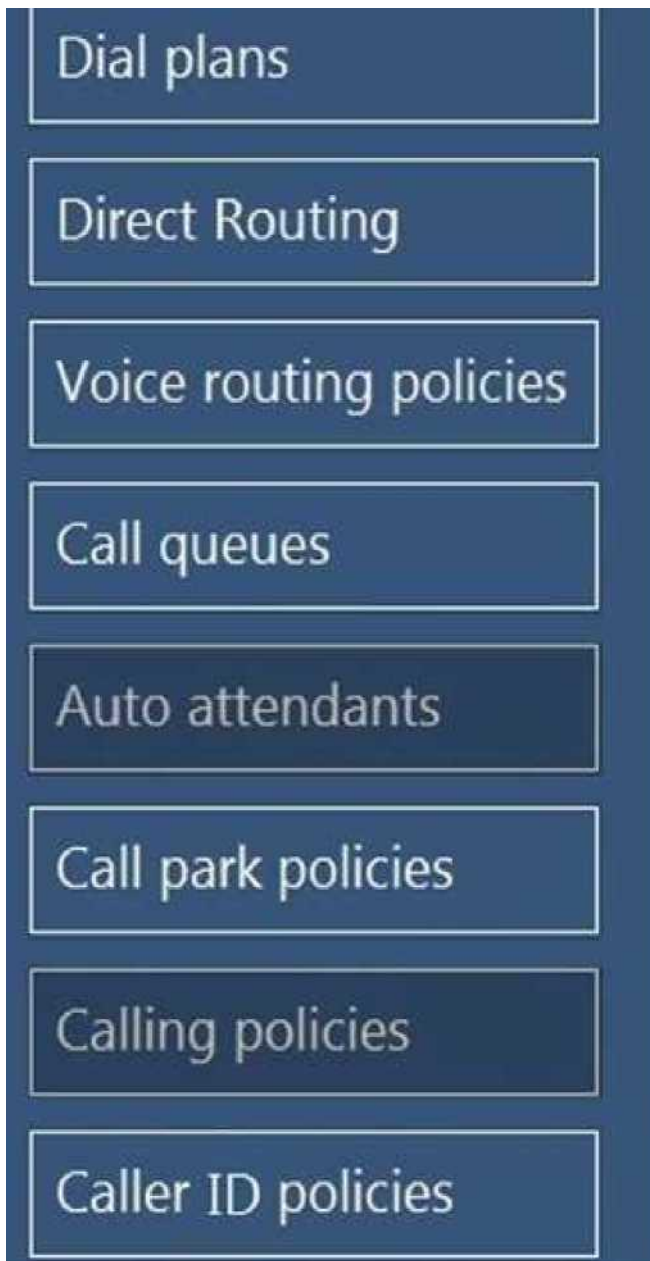 Dial plans
Direct Routing
Voice routing policies
Call queues
Auto attendants
Call park policies
Calling policies
Caller ID policies